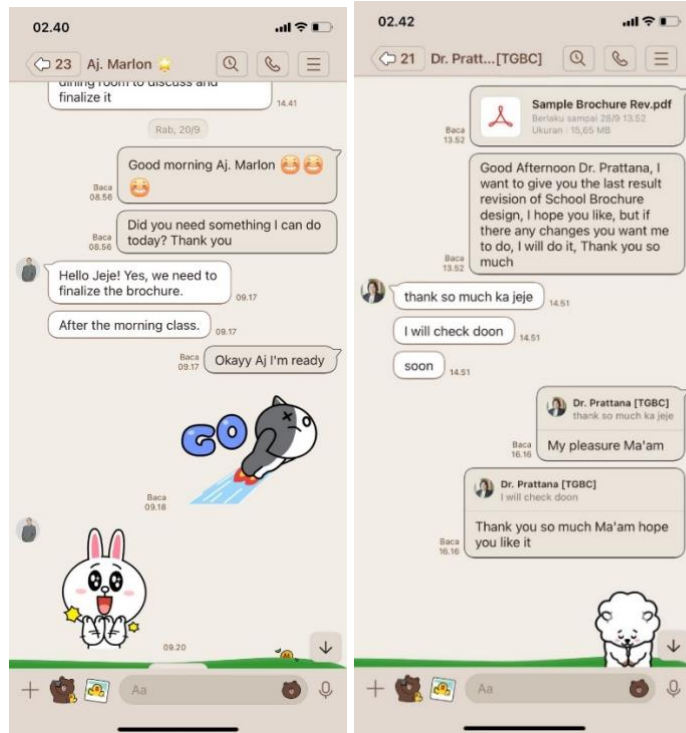 02.40
23 Aj. Marlon
dining room to discuss and
finalize it
14.41
Rab, 20/9
Good morning Aj. Marlon
Baca
08.56
Did you need something I can do
today? Thank you
Baca
08.56
Hello Jeje! Yes, we need to
finalize the brochure.
09.17
After the morning class.
09.17
Baca
09.17
Okayy Aj I'm ready
GO
Baca
09.18
09.20
Aa
02.42
21 Dr. Pratt...[TGBC]
Sample Brochure Rev.pdf
Berlaku sampai 28/9 13.52
Ukuran : 15,65 MB
Baca
13.52
Good Afternoon Dr. Prattana, I
want to give you the last result
revision of School Brochure
design, I hope you like, but if
there any changes you want me
to do, I will do it, Thank you so
much
Baca
13.52
thank so much ka jeje
14.51
I will check doon
14.51
soon
14.51
Dr. Prattana [TGBC]
thank so much ka jeje
My pleasure Ma'am
Baca
16.16
Dr. Prattana [TGBC]
I will check doon
Thank you so much Ma'am hope
you like it
Baca
16.16
Aa